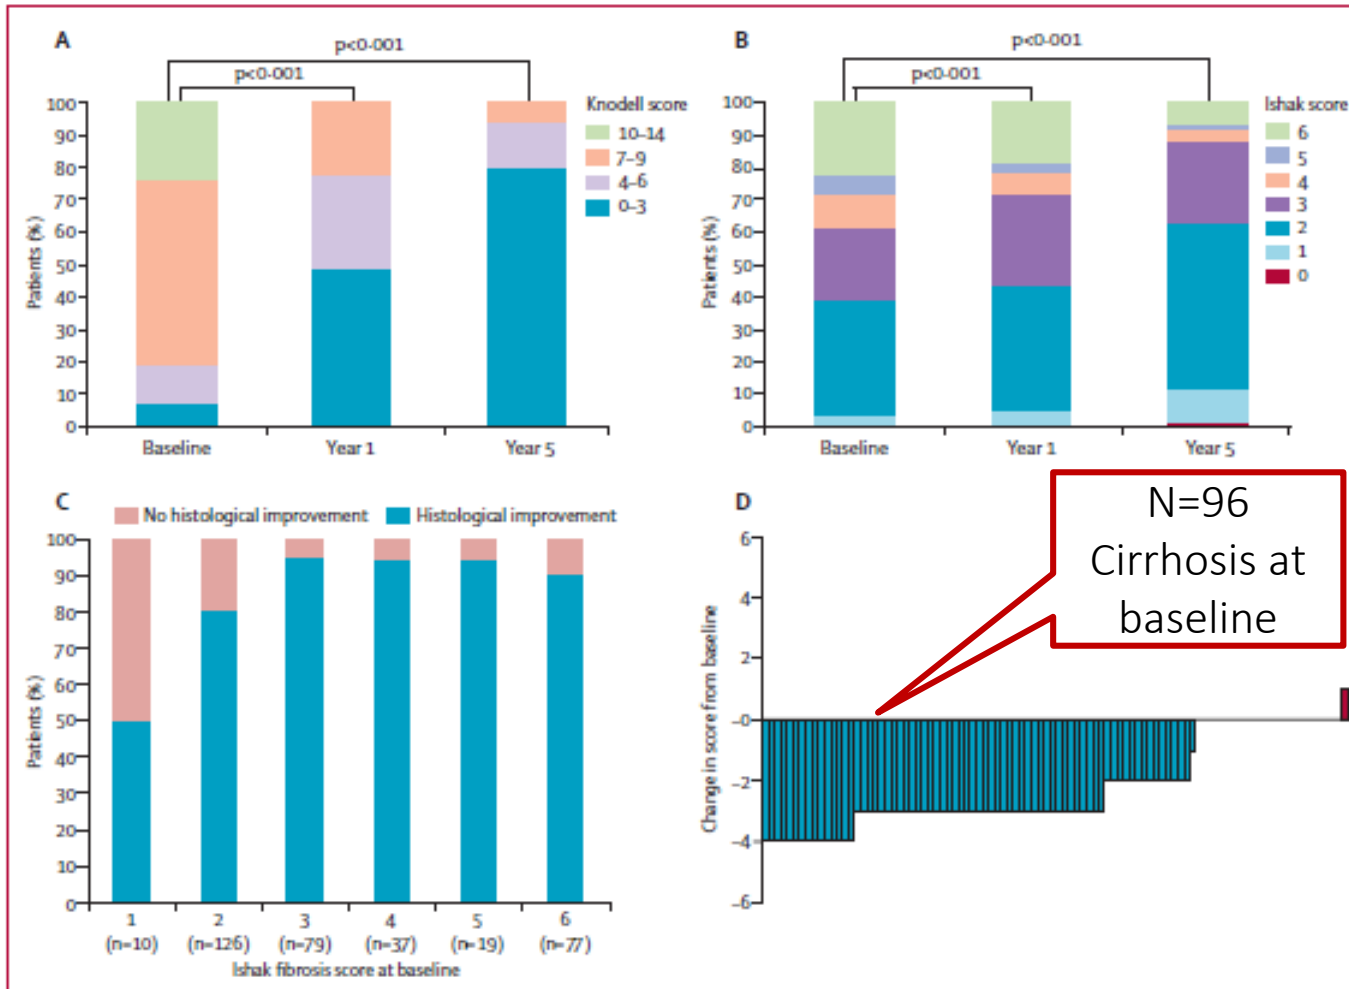 A
p<0·001
p<0·001
100
90
80
70
60
50
40
30
20
10
0
Patients (%)
Baseline
Year 1
Year 5
Knodell score
10–14
7–9
4–6
0–3
B
p<0·001
p<0·001
100
90
80
70
60
50
40
30
20
10
0
Patients (%)
Baseline
Year 1
Year 5
Ishak score
6
5
4
3
2
1
0
C
No histological improvement
Histological improvement
100
90
80
70
60
50
40
30
20
10
0
Patients (%)
1
(n=10)
2
(n=126)
3
(n=79)
4
(n=37)
5
(n=19)
6
(n=77)
Ishak fibrosis score at baseline
D
N=96
Cirrhosis at
baseline
6
4
2
–0
–2
–4
–6
Change in score from baseline